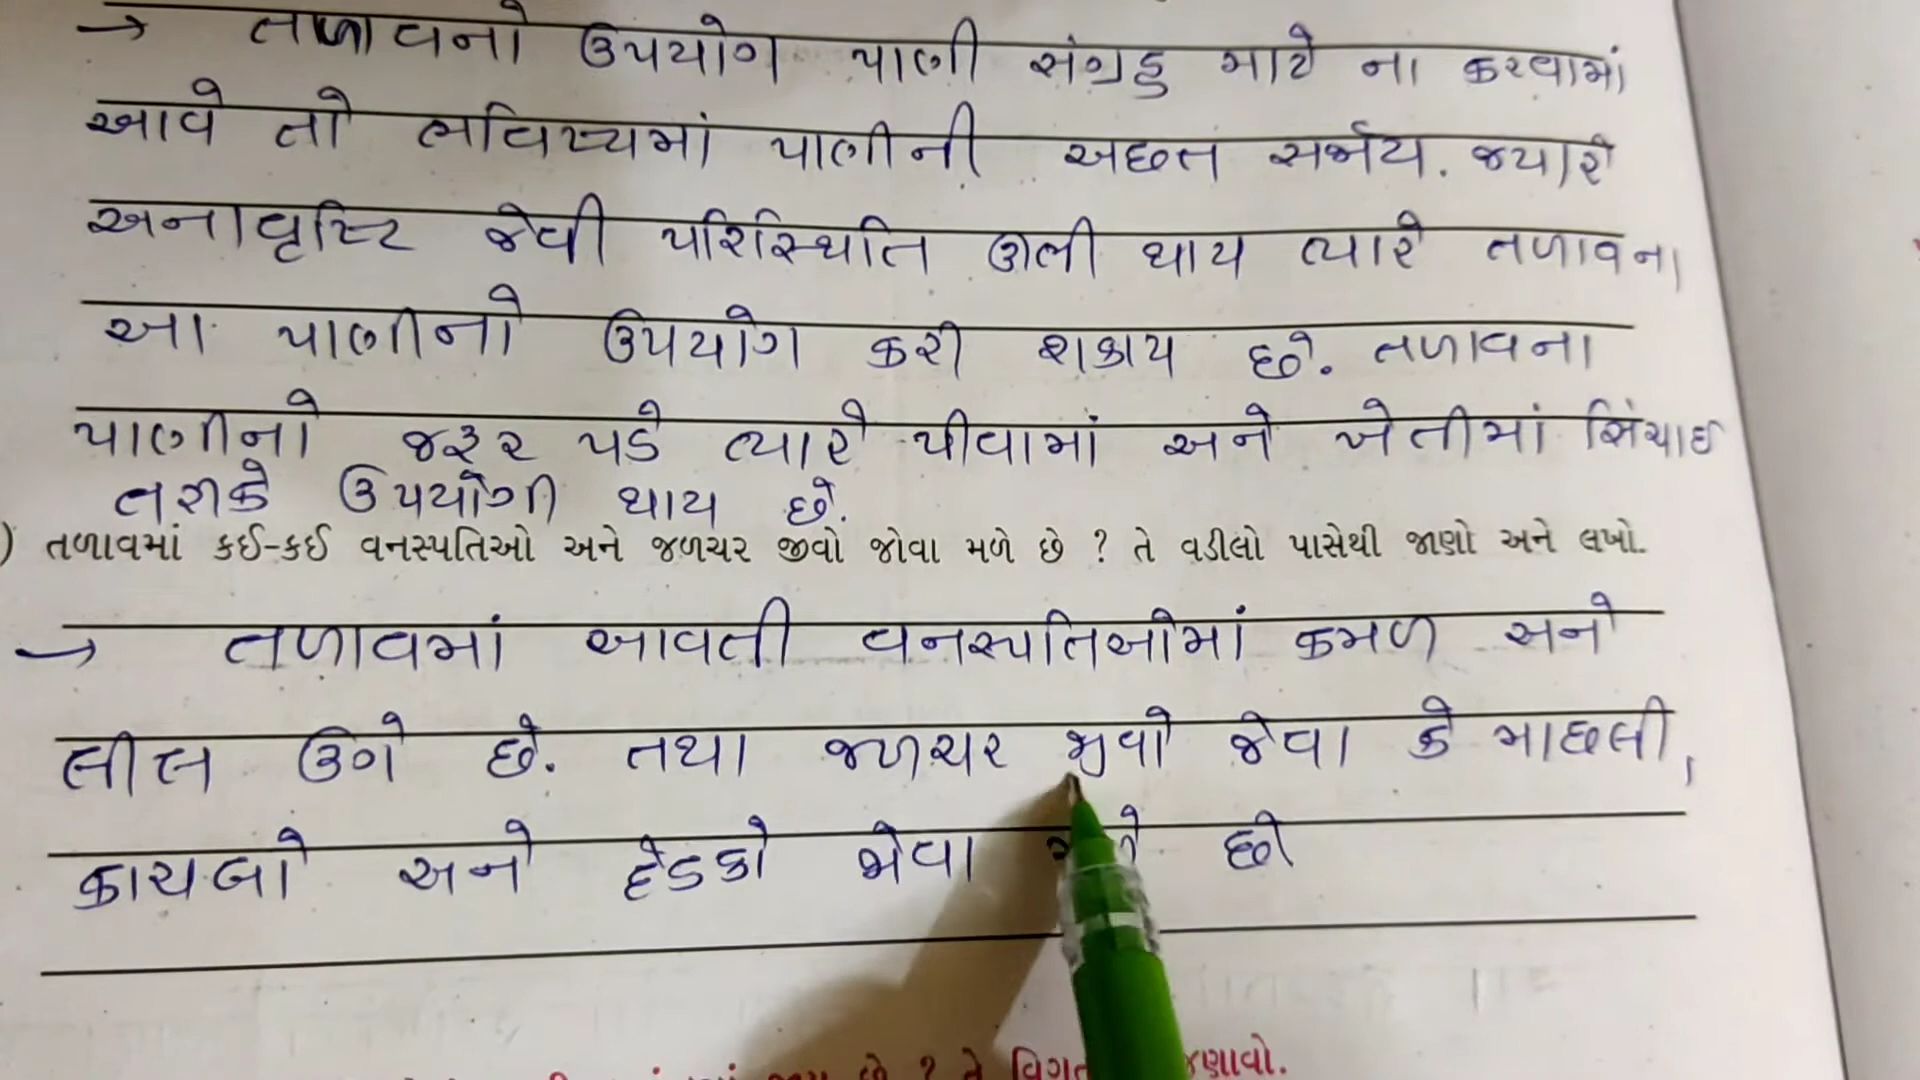 → તળાવનો ઉપયોગ પાણી સંગ્રહ માટે ના કરવામાં
આવે તો ભવિષ્યમાં પાણીની અછત સર્જાય. જ્યારે
અનાવૃષ્ટિ જેવી પરિસ્થિતિ ઊભી થાય ત્યારે તળાવના
આ પાણીનો ઉપયોગ કરી શકાય છે. તળાવના
પાણીનો જરૂર પડે ત્યારે પીવામાં અને ખેતીમાં સિંચાઇ
તરીકે ઉપયોગી થાય છે.
) તળાવમાં કઈ-કઈ વનસ્પતિઓ અને જળચર જીવો જોવા મળે છે ? તે વડીલો પાસેથી જાણો અને લખો.
→ તળાવમાં આવતી વનસ્પતિઓમાં કમળ અને
લીલ ઉગે છે. તથા જળચર જીવો જેવા કે માછલી,
કાચબો અને દેડકો જોવા છે
છે ? તે જણાવો.